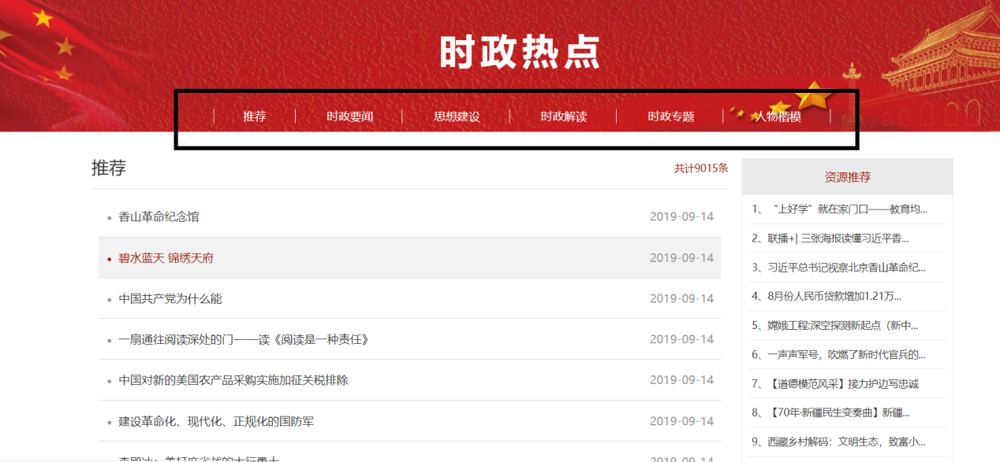 时政热点
推荐 时政要闻 思想建设 时政解读 时政专题 人物楷模
推荐 共计9015条
香山革命纪念馆 2019-09-14
碧水蓝天 锦绣天府 2019-09-14
中国共产党为什么能 2019-09-14
一扇通往阅读深处的门——读《阅读是一种责任》 2019-09-14
中国对新的美国农产品采购实施加征关税排除 2019-09-14
建设革命化、现代化、正规化的国防军 2019-09-14
2019-09-14
资源推荐
1、“上好学”就在家门口——教育均...
2、联播+| 三张海报读懂习近平香...
3、习近平总书记视察北京香山革命纪...
4、8月份人民币贷款增加1.21万...
5、嫦娥工程:深空探测新起点（新中...
6、一声声军号，吹燃了新时代官兵的...
7、【道德模范风采】接力护边写忠诚
8、【70年·新疆民生变奏曲】新疆...
9、西藏乡村解码：文明生态，致富小...